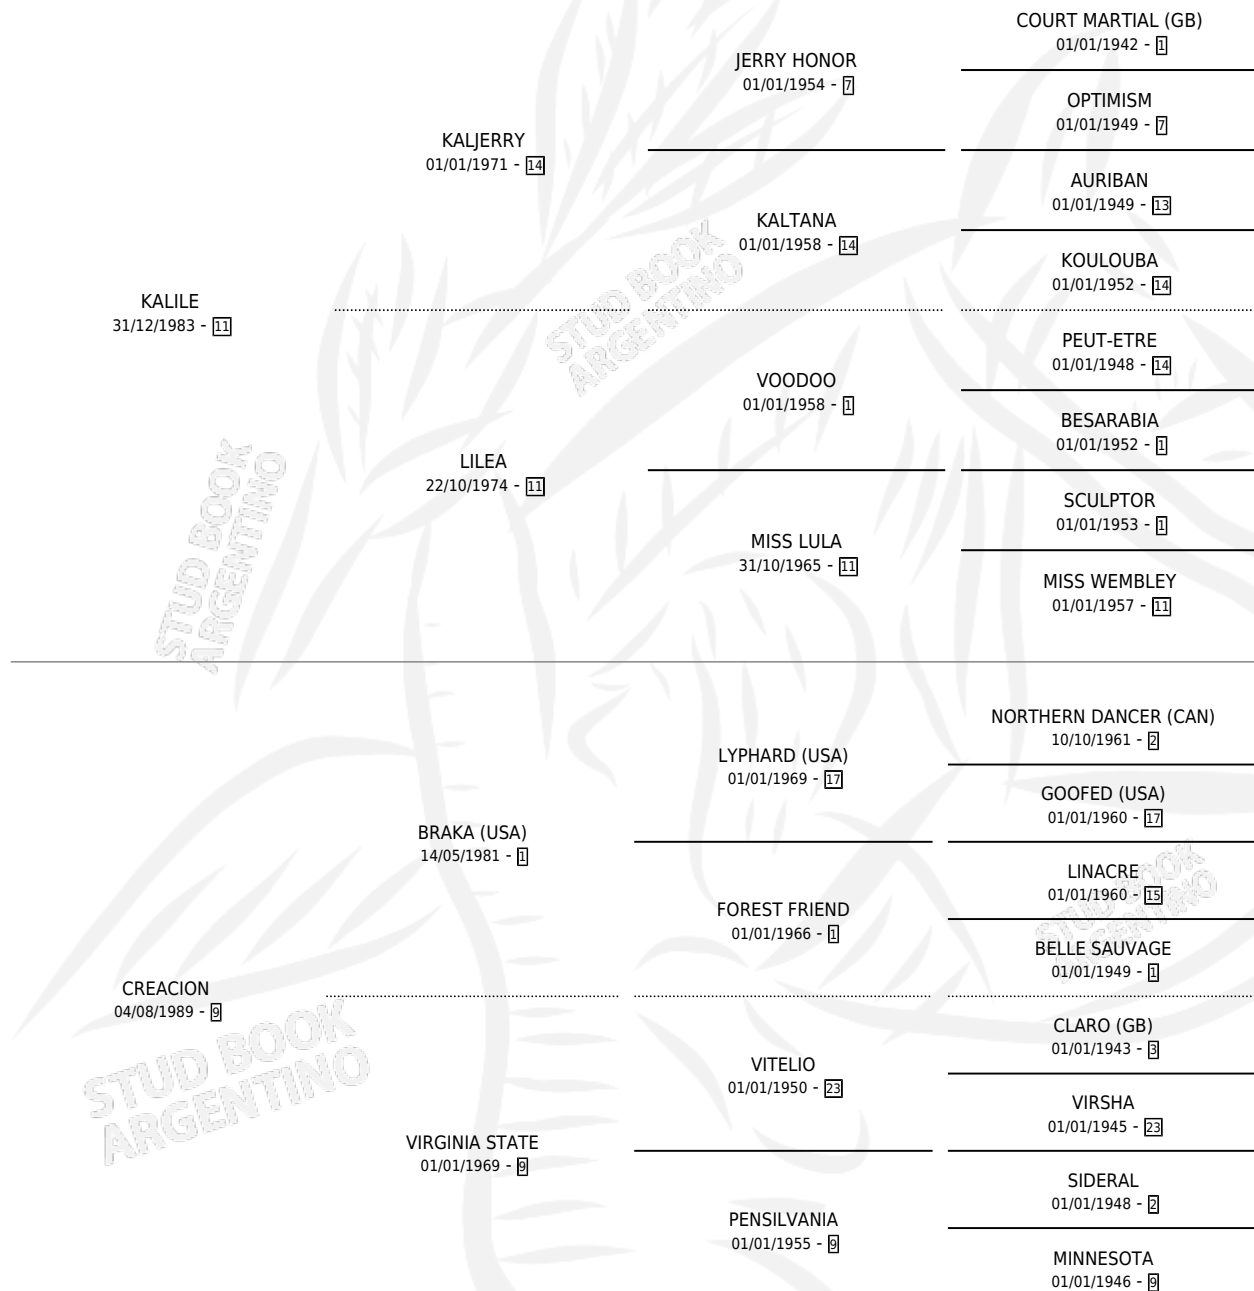 COURT MARTIAL (GB)
01/01/1942 - 1
JERRY HONOR
01/01/1954 - 7
OPTIMISM
01/01/1949 - 7
KALJERRY
01/01/1971 - 14
AURIBAN
01/01/1949 - 13
KALTANA
01/01/1958 - 14
KOULOUBA
01/01/1952 - 14
KALILE
31/12/1983 - 11
PEUT-ETRE
01/01/1948 - 14
VOODOO
01/01/1958 - 1
BESARABIA
01/01/1952 - 1
LILEA
22/10/1974 - 11
SCULPTOR
01/01/1953 - 1
MISS LULA
31/10/1965 - 11
MISS WEMBLEY
01/01/1957 - 11
NORTHERN DANCER (CAN)
10/10/1961 - 2
LYPHARD (USA)
01/01/1969 - 17
GOOFED (USA)
01/01/1960 - 17
BRAKA (USA)
14/05/1981 - 1
LINACRE
01/01/1960 - 15
FOREST FRIEND
01/01/1966 - 1
BELLE SAUVAGE
01/01/1949 - 1
CREACION
04/08/1989 - 9
CLARO (GB)
01/01/1943 - 3
VITELIO
01/01/1950 - 23
VIRSHA
01/01/1945 - 23
VIRGINIA STATE
01/01/1969 - 9
SIDERAL
01/01/1948 - 2
PENSILVANIA
01/01/1955 - 9
MINNESOTA
01/01/1946 - 9
STUD BOOK
ARGENTINO
STUD BOOK
ARGENTINO
STUD BOOK
ARGENTINO
STUD BOOK
ARGENTINO